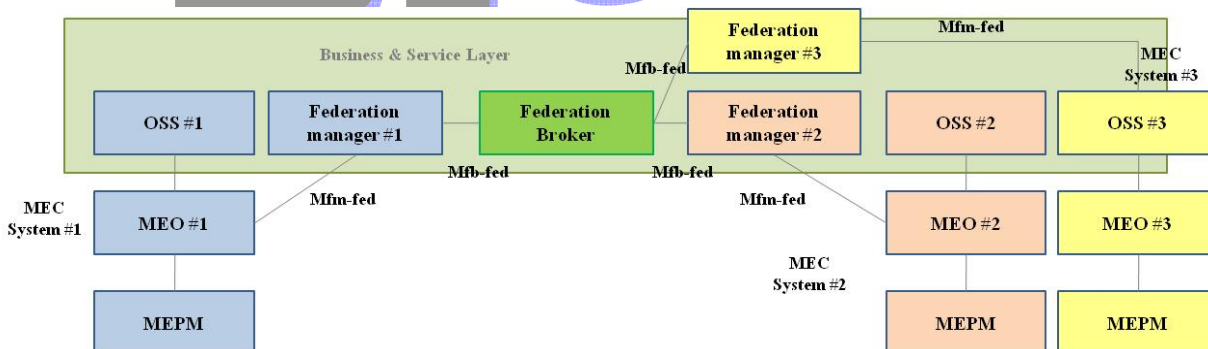 Federation
manager #3
Mfm-fed
Business & Service Layer
Mfb-fed
MEC
System #3
OSS #1
Federation
manager #1
Federation
Broker
Federation
manager #2
OSS #2
OSS #3
Mfb-fed
Mfb-fed
Mfm-fed
Mfm-fed
MEC
System #1
MEO #1
MEO #2
MEO #3
MEC
System #2
MEPM
MEPM
MEPM